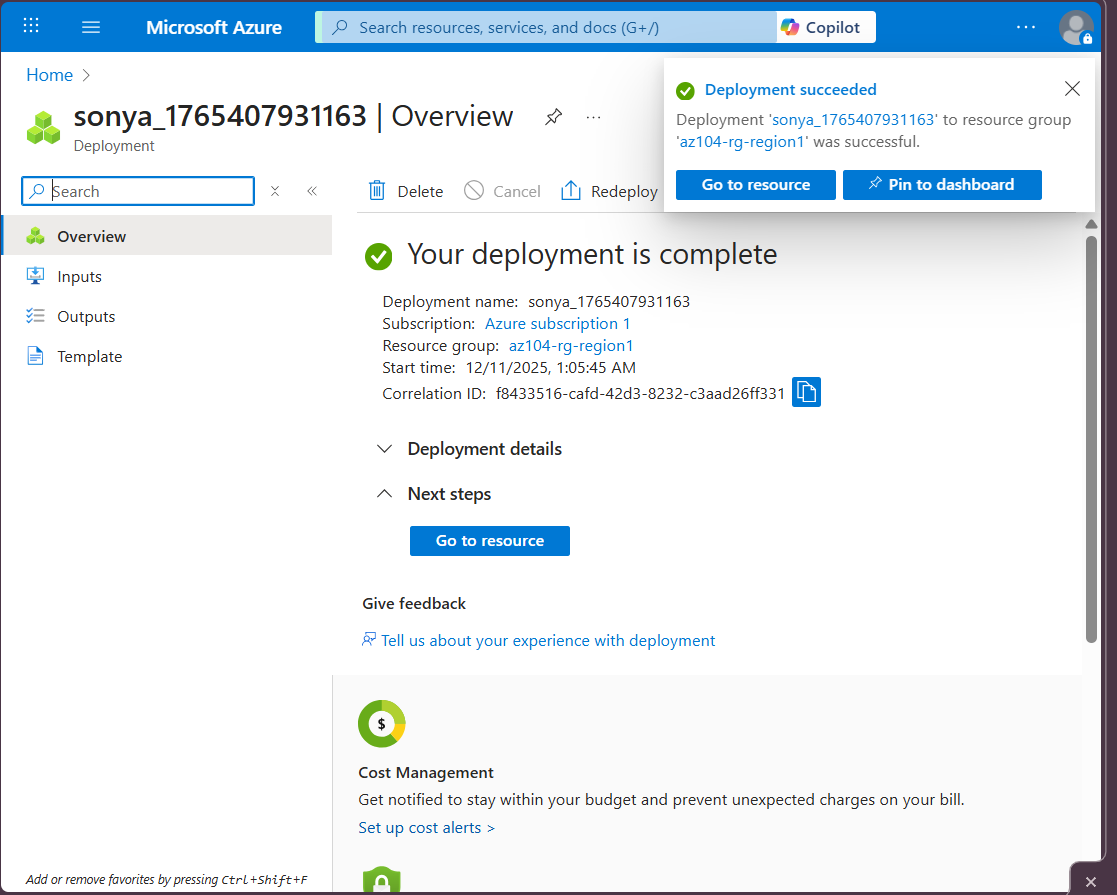 Microsoft Azure
Search resources, services, and docs (G+/)
Copilot
Home
sonya_1765407931163 | Overview
Deployment
Deployment succeeded
Deployment 'sonya_1765407931163' to resource group
'az104-rg-region1' was successful.
Go to resource
Pin to dashboard
Search
Delete
Cancel
Redeploy
Overview
Inputs
Outputs
Template
Your deployment is complete
Deployment name: sonya_1765407931163
Subscription: Azure subscription 1
Resource group: az104-rg-region1
Start time: 12/11/2025, 1:05:45 AM
Correlation ID: f8433516-cafd-42d3-8232-c3aad26ff331
Deployment details
Next steps
Go to resource
Give feedback
Tell us about your experience with deployment
$
Cost Management
Get notified to stay within your budget and prevent unexpected charges on your bill.
Set up cost alerts >
Add or remove favorites by pressing Ctrl+Shift+F